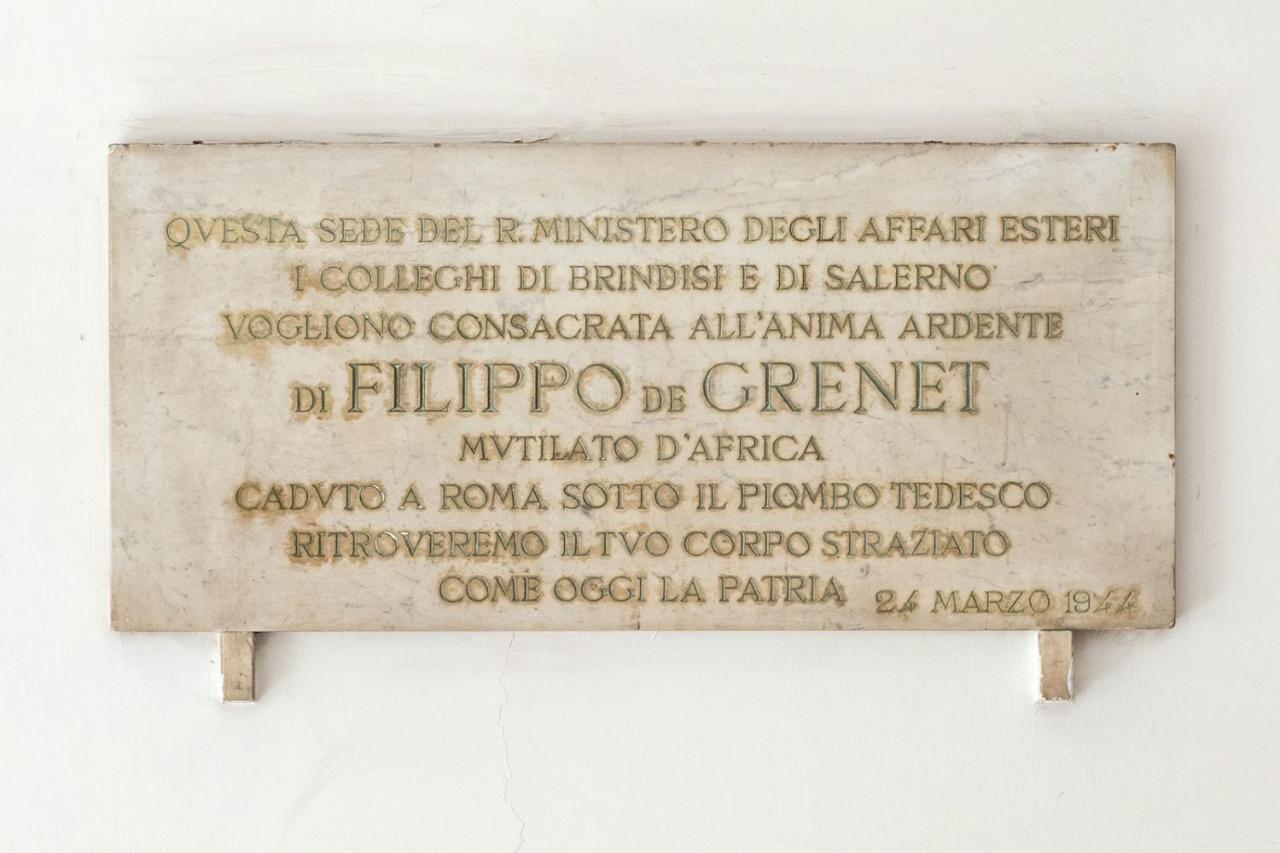 QVESTA SEDE DEL R. MINISTERO DEGLI AFFARI ESTERI
I COLLEGHI DI BRINDISI E DI SALERNO
VOGLIONO CONSACRATA ALL'ANIMA ARDENTE
DI FILIPPO DE GRENET
MVTILATO D'AFRICA
CADVTO A ROMA SOTTO IL PIOMBO TEDESCO
RITROVEREMO IL TVO CORPO STRAZIATO
COME OGGI LA PATRIA
24 MARZO 1944